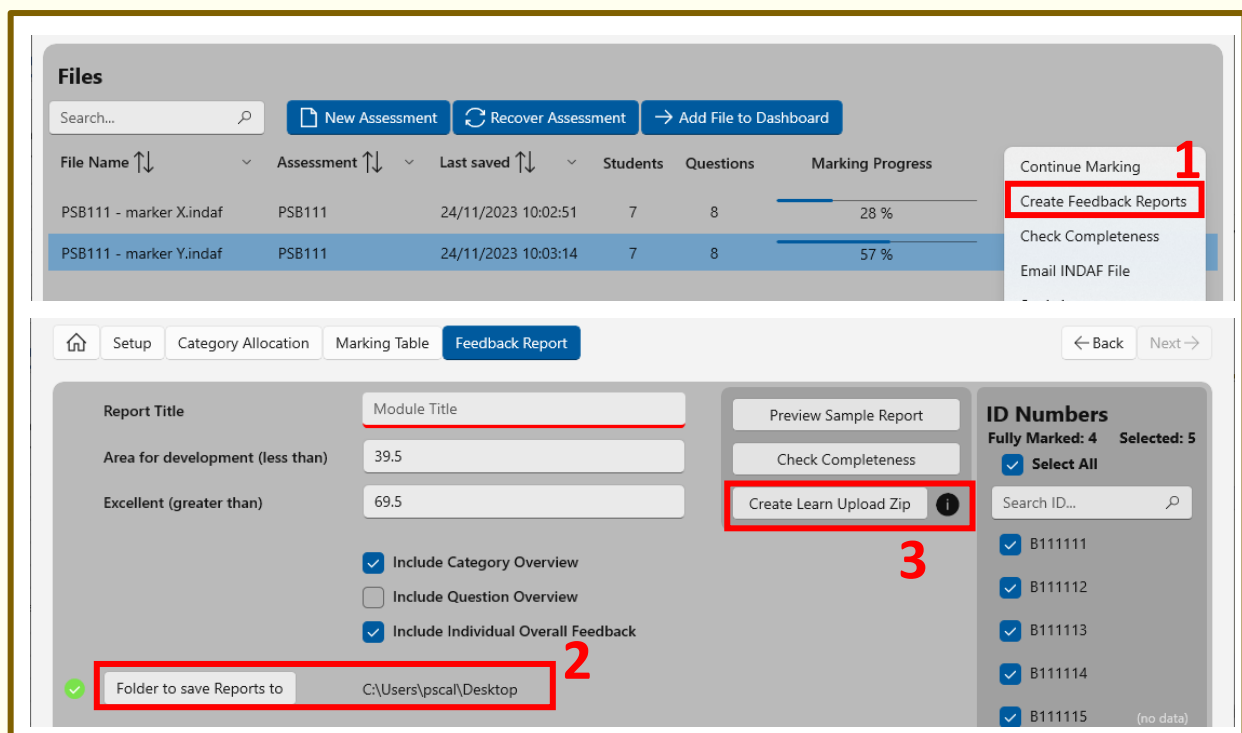 Files
Search...
New Assessment
Recover Assessment
Add File to Dashboard
File Name Assessment Last saved Students Questions Marking Progress
PSB111 - marker X.indaf PSB111 24/11/2023 10:02:51 7 8 28 %
PSB111 - marker Y.indaf PSB111 24/11/2023 10:03:14 7 8 57 %
Continue Marking
1
Create Feedback Reports
Check Completeness
Email INDAF File
Setup Category Allocation Marking Table Feedback Report Back Next
Report Title Module Title
Area for development (less than) 39.5
Excellent (greater than) 69.5
Include Category Overview
Include Question Overview
Include Individual Overall Feedback
2
Folder to save Reports to C:\Users\pscal\Desktop
Preview Sample Report
Check Completeness
Create Learn Upload Zip i
3
ID Numbers
Fully Marked: 4 Selected: 5
Select All
Search ID...
B111111
B111112
B111113
B111114
B111115 (no data)